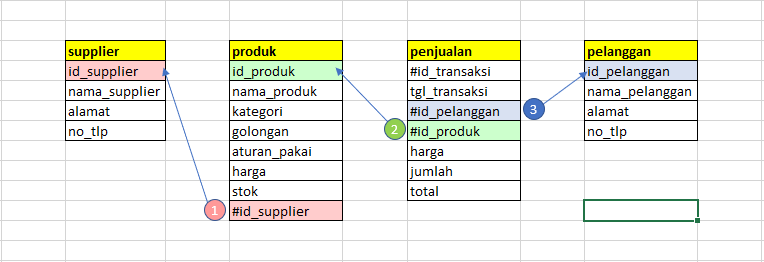 supplier
id_supplier
nama_supplier
alamat
no_tlp
produk
id_produk
nama_produk
kategori
golongan
aturan_pakai
harga
stok
#id_supplier
penjualan
#id_transaksi
tgl_transaksi
#id_pelanggan
#id_produk
harga
jumlah
total
pelanggan
id_pelanggan
nama_pelanggan
alamat
no_tlp
1
2
3